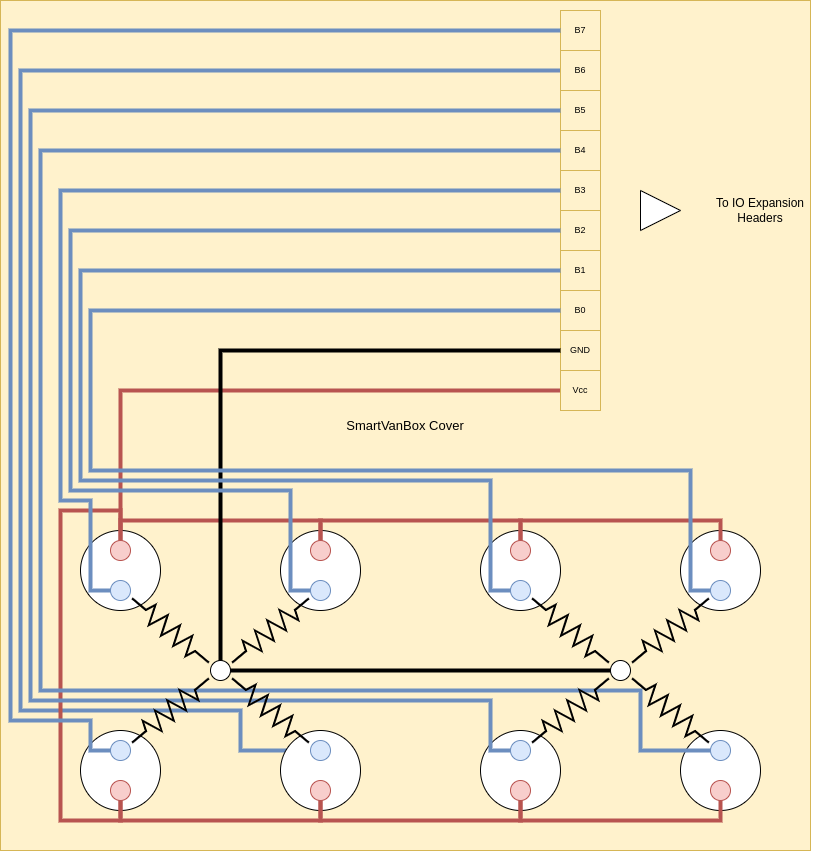 B7
B6
B5
B4
B3
To IO Expansion
Headers
B2
B1
B0
GND
Vcc
SmartVanBox Cover